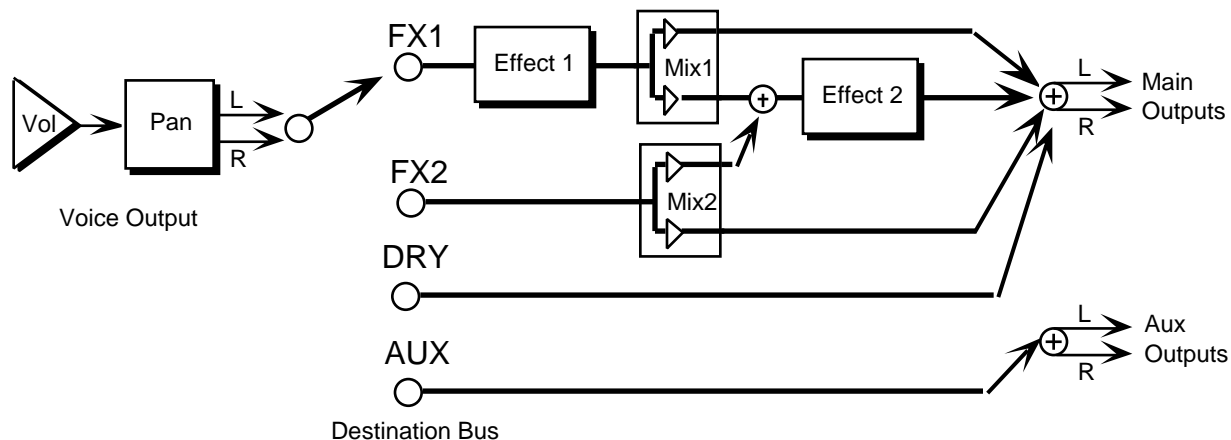 FX1
Effect 1
Mix1
Effect 2
L
R
Main
Outputs
Vol
Pan
L
R
Voice Output
FX2
Mix2
DRY
AUX
L
R
Aux
Outputs
Destination Bus